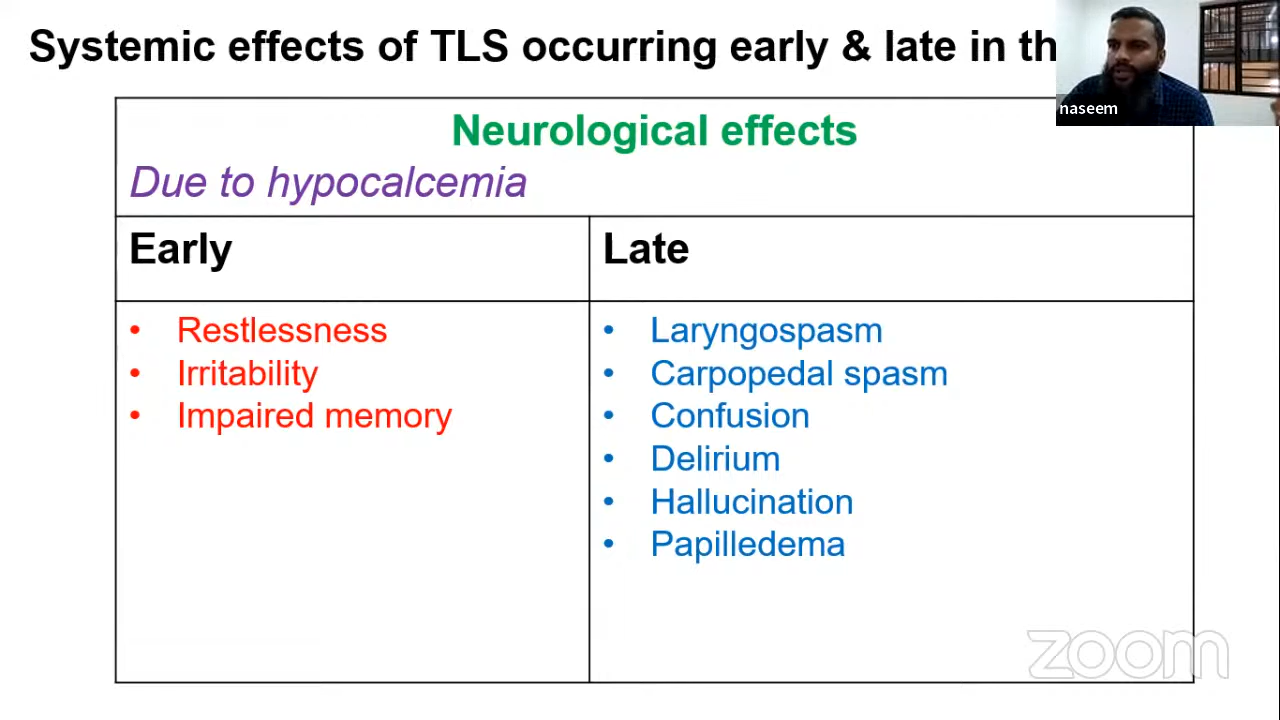 Systemic effects of TLS occurring early & late in th
naseem
Neurological effects
Due to hypocalcemia
Early
Late
• Restlessness
• Irritability
• Impaired memory
• Laryngospasm
• Carpopedal spasm
• Confusion
• Delirium
• Hallucination
• Papilledema
zoom